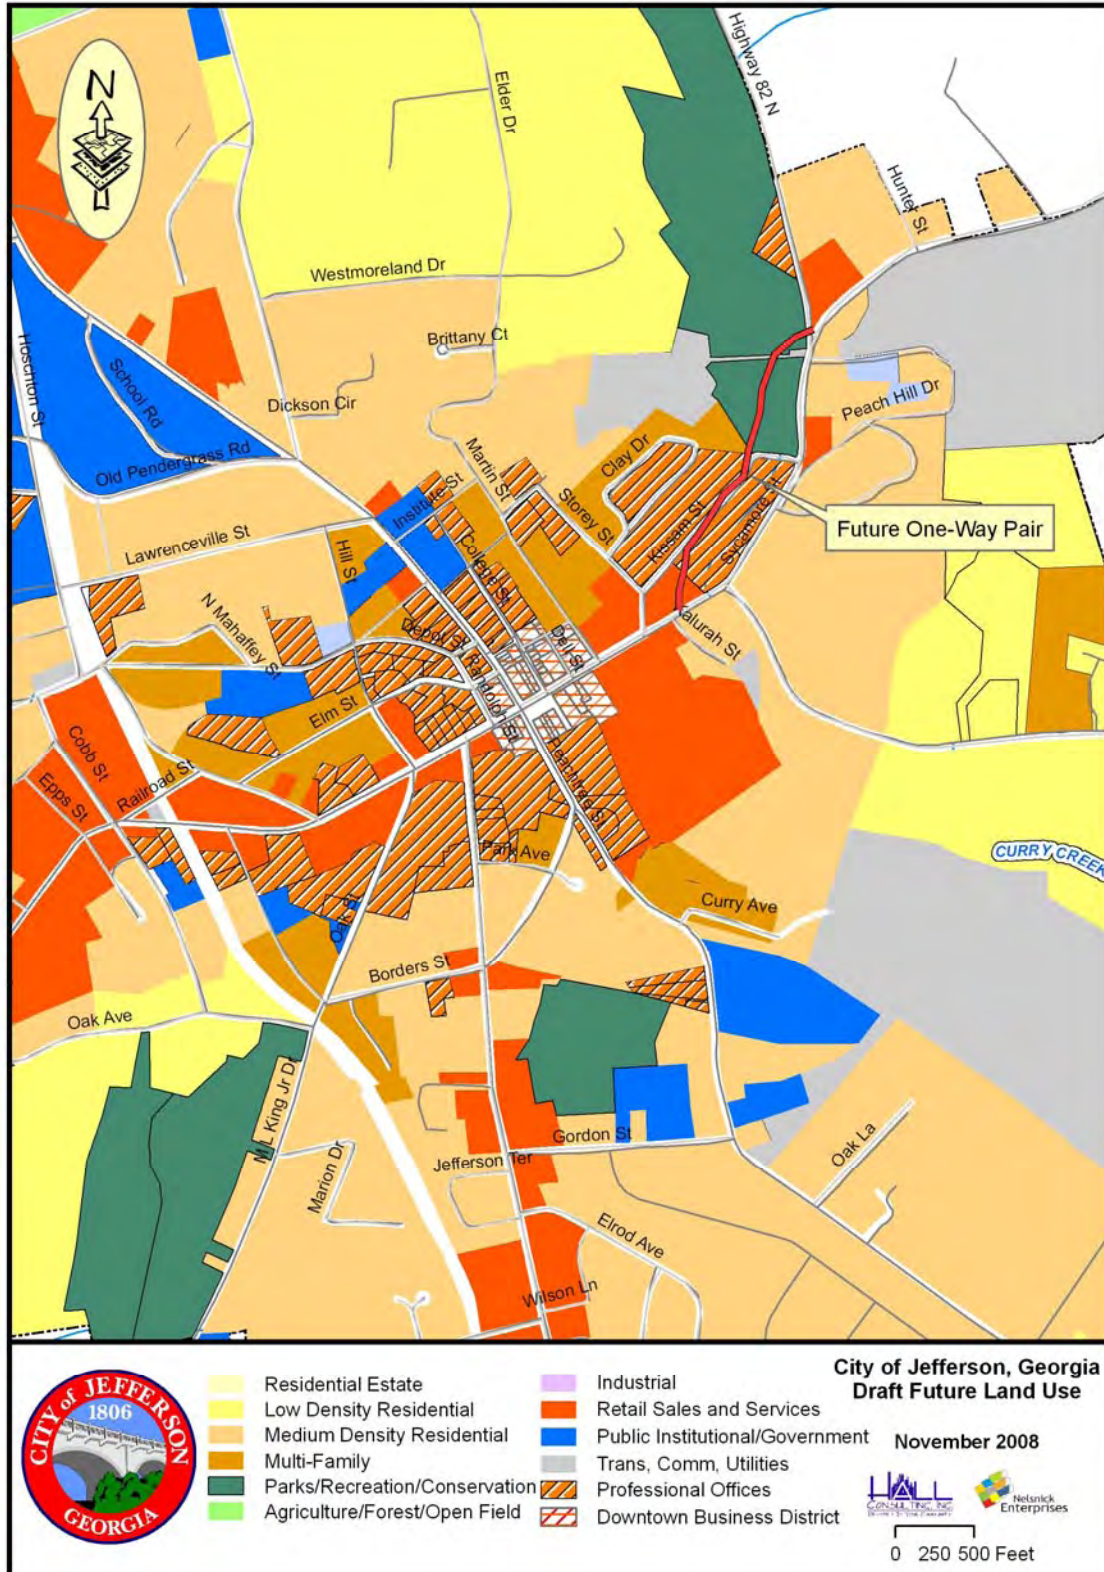 N
Highway 82 N
Elder Dr
Hunter St
Westmoreland Dr
Brittany Ct
Hoschton St
School Rd
Dickson Cir
Peach Hill Dr
Old Pendergrass Rd
Martin St
Clay Dr
Institute St
Storey St
Kissam St
Sycamore St
Future One-Way Pair
Lawrenceville St
Hill St
College St
N Mahaffey St
Depot St
Dell St
Jalurah St
Randolph St
Elm St
Cobb St
Railroad St
Epps St
Peachtree St
Park Ave
CURRY CREEK
Curry Ave
Oak St
Borders St
Oak Ave
M L King Jr Dr
Gordon St
Oak La
Jefferson Ter
Marion Dr
Elrod Ave
Wilson Ln
CITY of JEFFERSON
1806
GEORGIA
Residential Estate
Low Density Residential
Medium Density Residential
Multi-Family
Parks/Recreation/Conservation
Agriculture/Forest/Open Field
Industrial
Retail Sales and Services
Public Institutional/Government
Trans, Comm, Utilities
Professional Offices
Downtown Business District
City of Jefferson, Georgia
Draft Future Land Use
November 2008
HALL
CONSULTING, INC.
Nelsnick
Enterprises
0 250 500 Feet